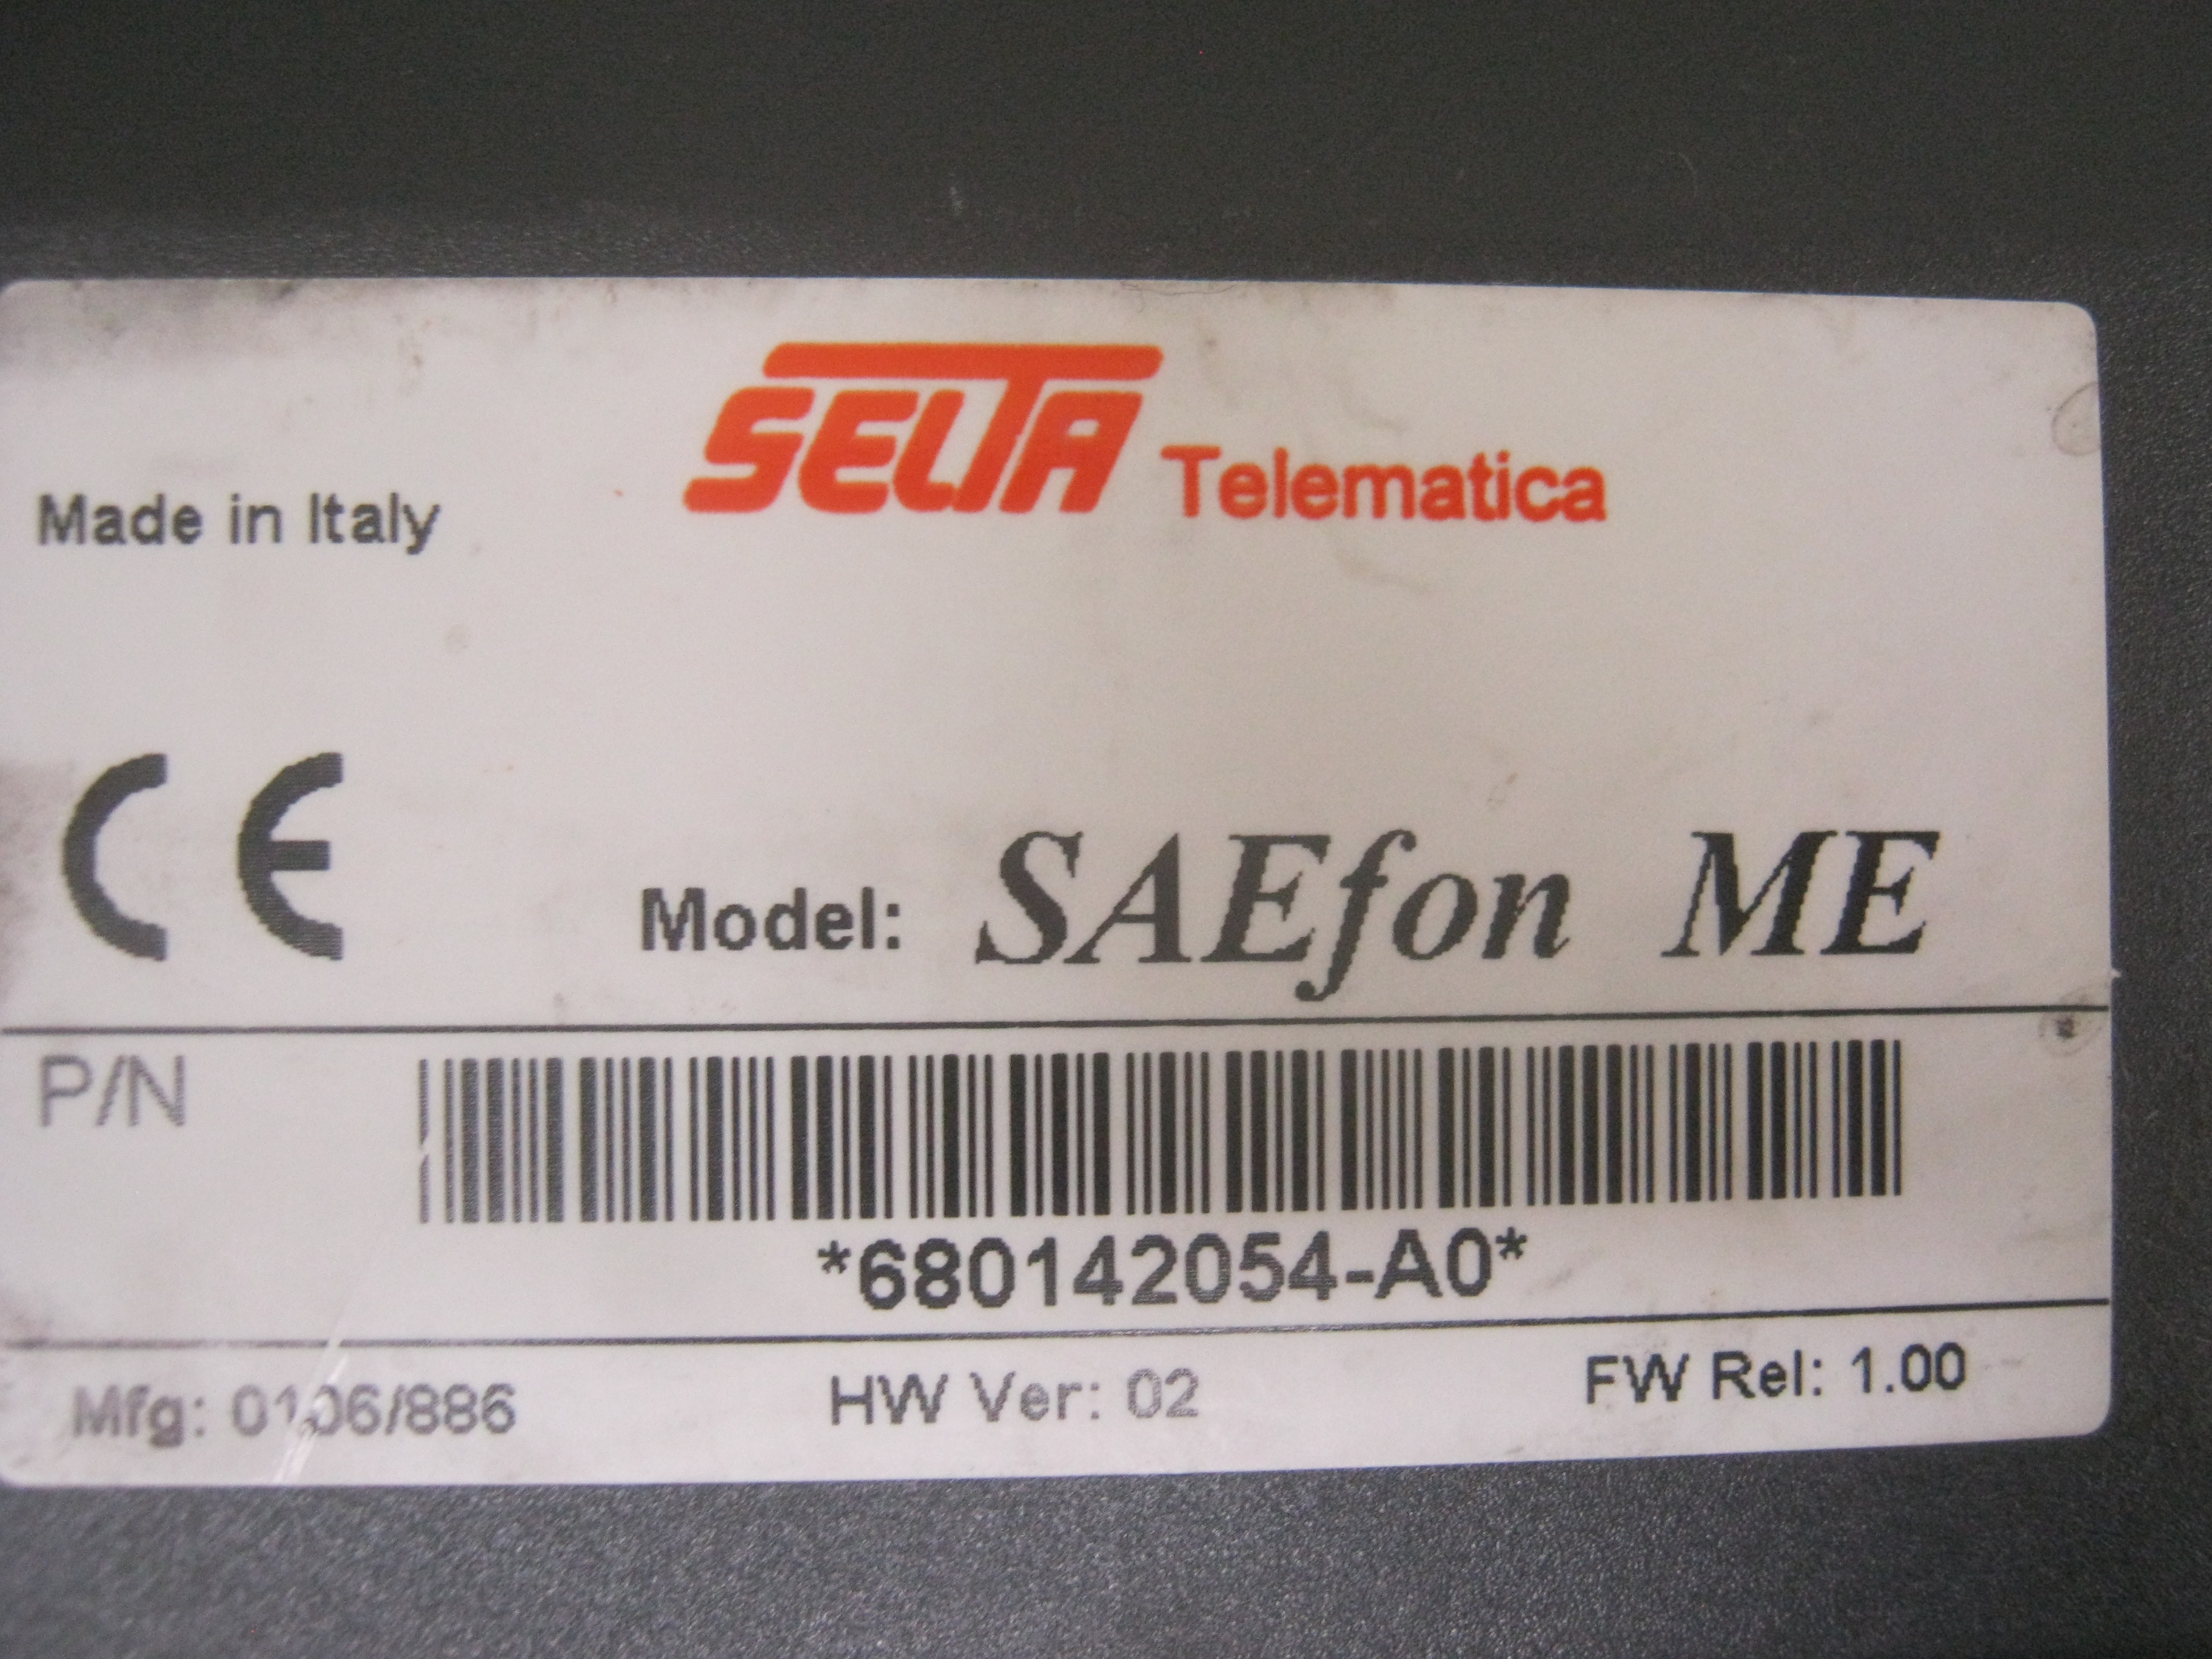 SELTA Telematica
Made in Italy
CE
Model: SAEfon ME
P/N
*680142054-A0*
Mfg: 0106/886 HW Ver: 02 FW Rel: 1.00